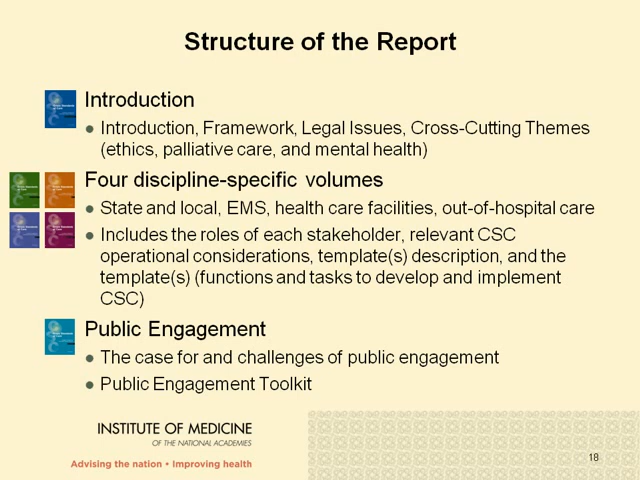 Structure of the Report
Introduction
● Introduction, Framework, Legal Issues, Cross-Cutting Themes
(ethics, palliative care, and mental health)
Four discipline-specific volumes
● State and local, EMS, health care facilities, out-of-hospital care
● Includes the roles of each stakeholder, relevant CSC
operational considerations, template(s) description, and the
template(s) (functions and tasks to develop and implement
CSC)
Public Engagement
● The case for and challenges of public engagement
● Public Engagement Toolkit
INSTITUTE OF MEDICINE
OF THE NATIONAL ACADEMIES
Advising the nation • Improving health
18